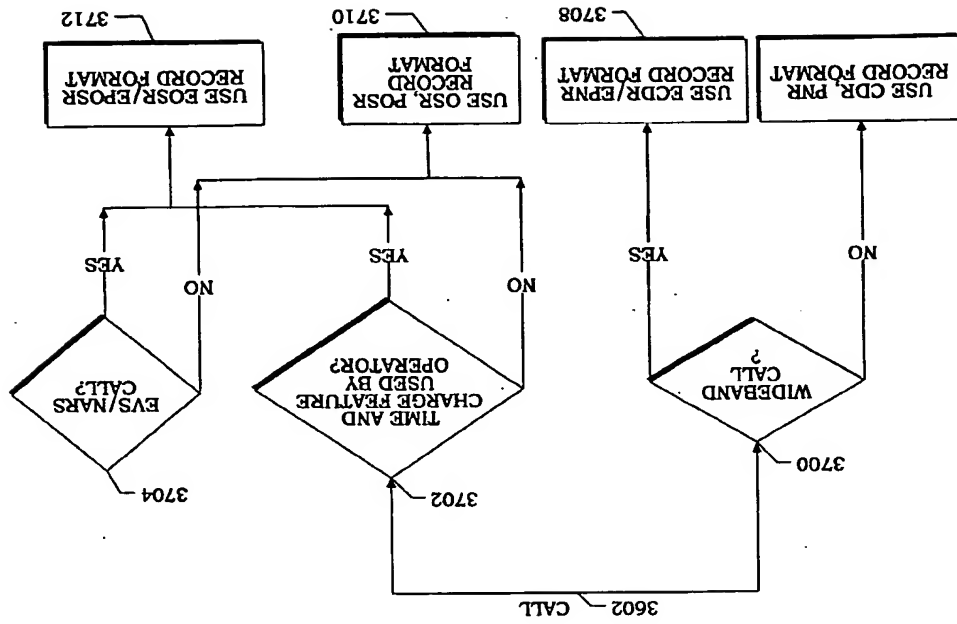 CALL
3602
3700
3702
3704
WIDEBAND
CALL
?
TIME AND
CHARGE FEATURE
USED BY
OPERATOR?
EVS/NARS
CALL?
NO
YES
NO
YES
NO
YES
USE CDR, PNR
RECORD FORMAT
USE ECDR/EPNR
RECORD FORMAT
USE OSR, POSR
RECORD
FORMAT
USE EOSR/EPOSR
RECORD FORMAT
3708
3710
3712